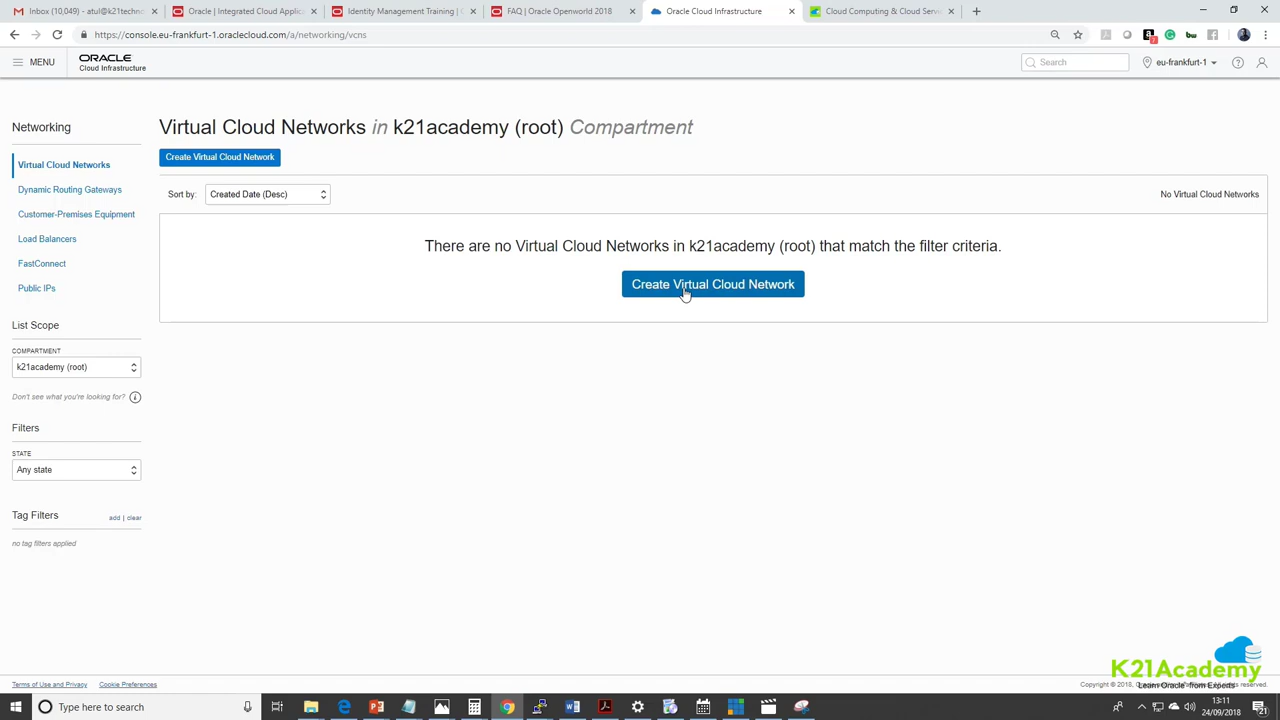 Inbox (10,049) - atul@k21techno
Oracle | Integrated Cloud Applic
Identity Management Training |
FAQ | Oracle Openworld 2018
Oracle Cloud Infrastructure
Cloud Computing & Cloud Servic
https://console.eu-frankfurt-1.oraclecloud.com/a/networking/vcns
MENU
ORACLE
Cloud Infrastructure
Search
eu-frankfurt-1
Networking
Virtual Cloud Networks
Dynamic Routing Gateways
Customer-Premises Equipment
Load Balancers
FastConnect
Public IPs
List Scope
COMPARTMENT
k21academy (root)
Don't see what you're looking for?
Filters
STATE
Any state
Tag Filters
add | clear
no tag filters applied
Virtual Cloud Networks in k21academy (root) Compartment
Create Virtual Cloud Network
Sort by:
Created Date (Desc)
No Virtual Cloud Networks
There are no Virtual Cloud Networks in k21academy (root) that match the filter criteria.
Create Virtual Cloud Network
K21Academy
Learn Oracle from Experts
Terms of Use and Privacy
Cookie Preferences
Copyright © 2018, reserved.
Type here to search
13:11
24/09/2018